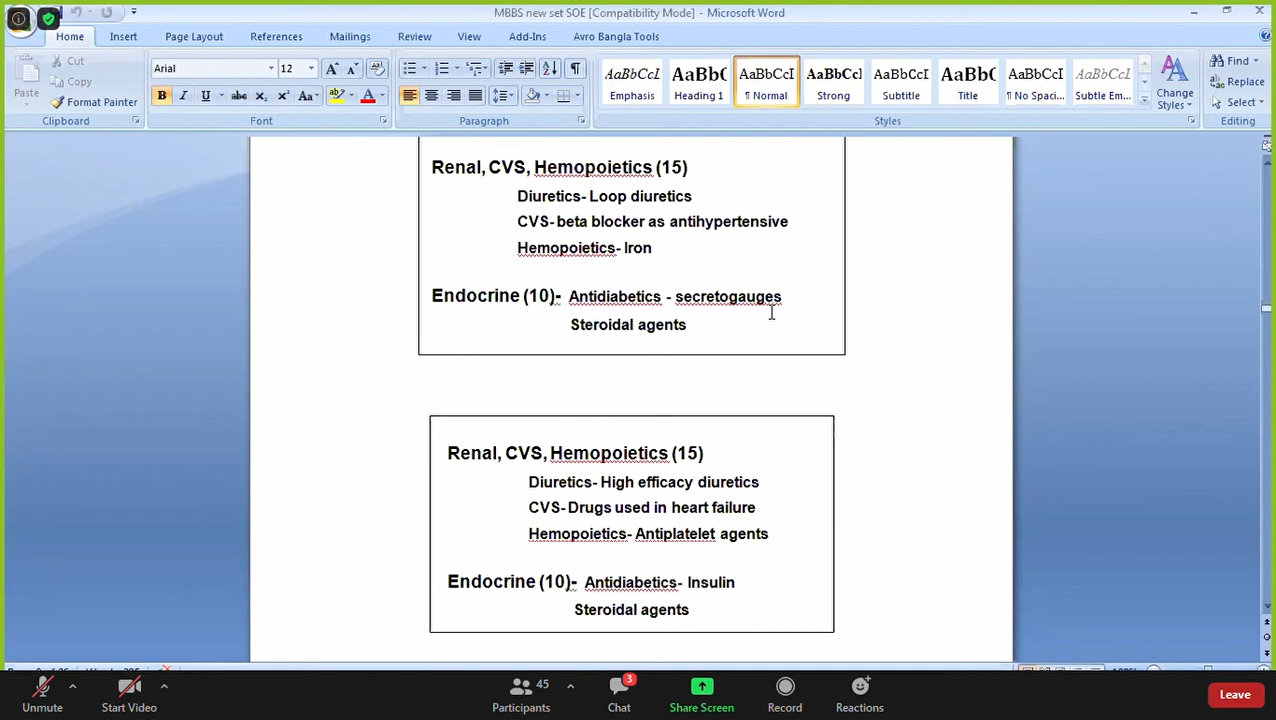 MBBS new set SOE [Compatibility Mode] - Microsoft Word
Home Insert Page Layout References Mailings Review View Add-Ins Avro Bangla Tools
Paste
Cut
Copy
Format Painter
Clipboard
Arial 12
Font
Paragraph
AaBbCcI AaBbC AaBbCcI AaBbCcI AaBbCcI AaBbC AaBbCcI AaBbCcI
Emphasis Heading 1 ¶ Normal Strong Subtitle Title ¶ No Spaci... Subtle Em...
Change Styles
Styles
Find
Replace
Select
Editing
Renal, CVS, Hemopoietics (15)
Diuretics- Loop diuretics
CVS- beta blocker as antihypertensive
Hemopoietics- Iron
Endocrine (10)- Antidiabetics - secretogauges
Steroidal agents
Renal, CVS, Hemopoietics (15)
Diuretics- High efficacy diuretics
CVS- Drugs used in heart failure
Hemopoietics- Antiplatelet agents
Endocrine (10)- Antidiabetics- Insulin
Steroidal agents
Unmute Start Video Participants 45 Chat 3 Share Screen Record Reactions Leave